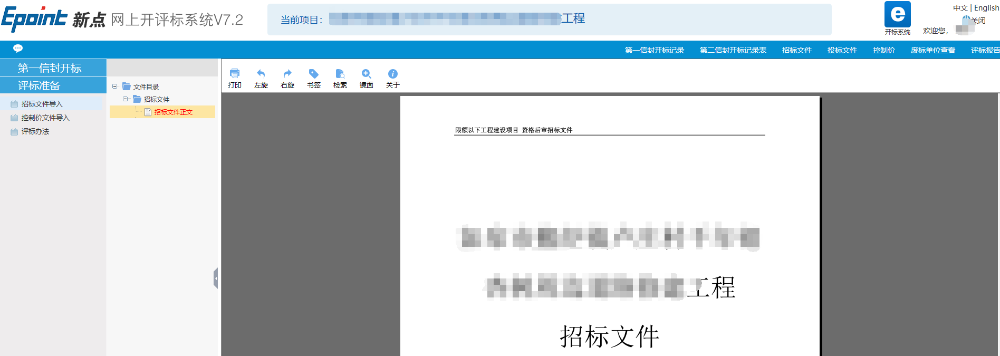 Epoint 新点 网上开评标系统V7.2
当前项目： 工程
开标系统
中文 | English
关闭
欢迎您，
第一信封开标记录 第二信封开标记录表 招标文件 投标文件 控制价 废标单位查看 评标报告
第一信封开标
评标准备
招标文件导入
控制价文件导入
评标办法
文件目录
招标文件
招标文件正文
打印 左旋 右旋 书签 检索 镜面 关于
限额以下工程建设项目 资格后审招标文件
工程
招标文件